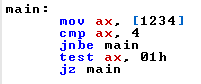 main:
mov ax, [1234]
cmp ax, 4
jnbe main
test ax, 01h
jz main